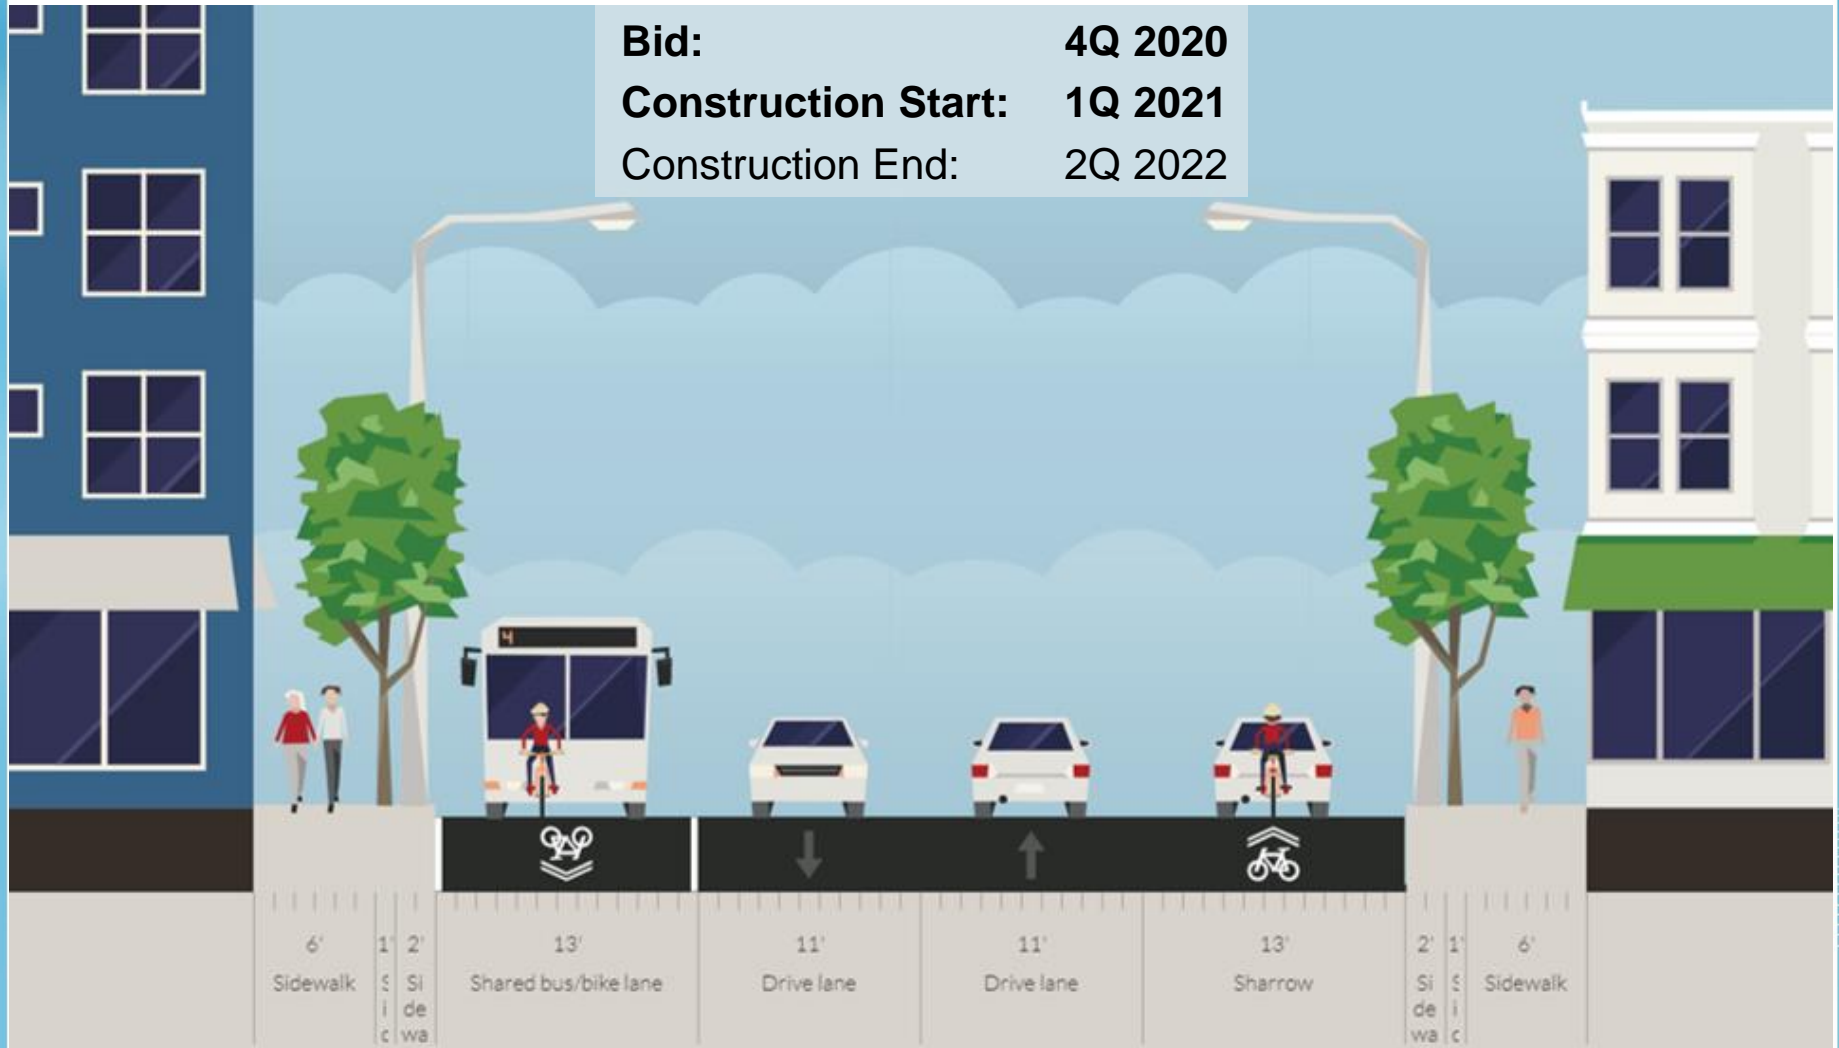 Bid: 4Q 2020
Construction Start: 1Q 2021
Construction End: 2Q 2022
4
6' 1' 2' 13' 11' 11' 13' 2' 1' 6'
Sidewalk Si Shared bus/bike lane Drive lane Drive lane Sharrow Si Sidewalk
de de
wa wa